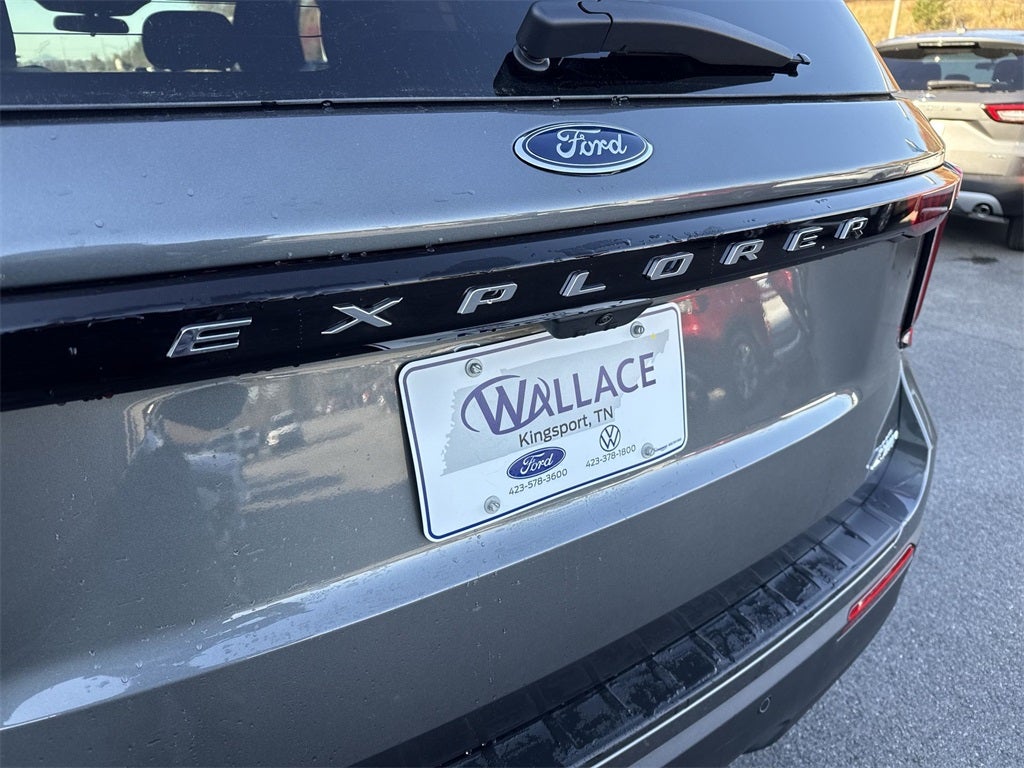 Ford
EXPLORER
WALLACE
Kingsport, TN
Ford
423-578-3600
423-378-1800